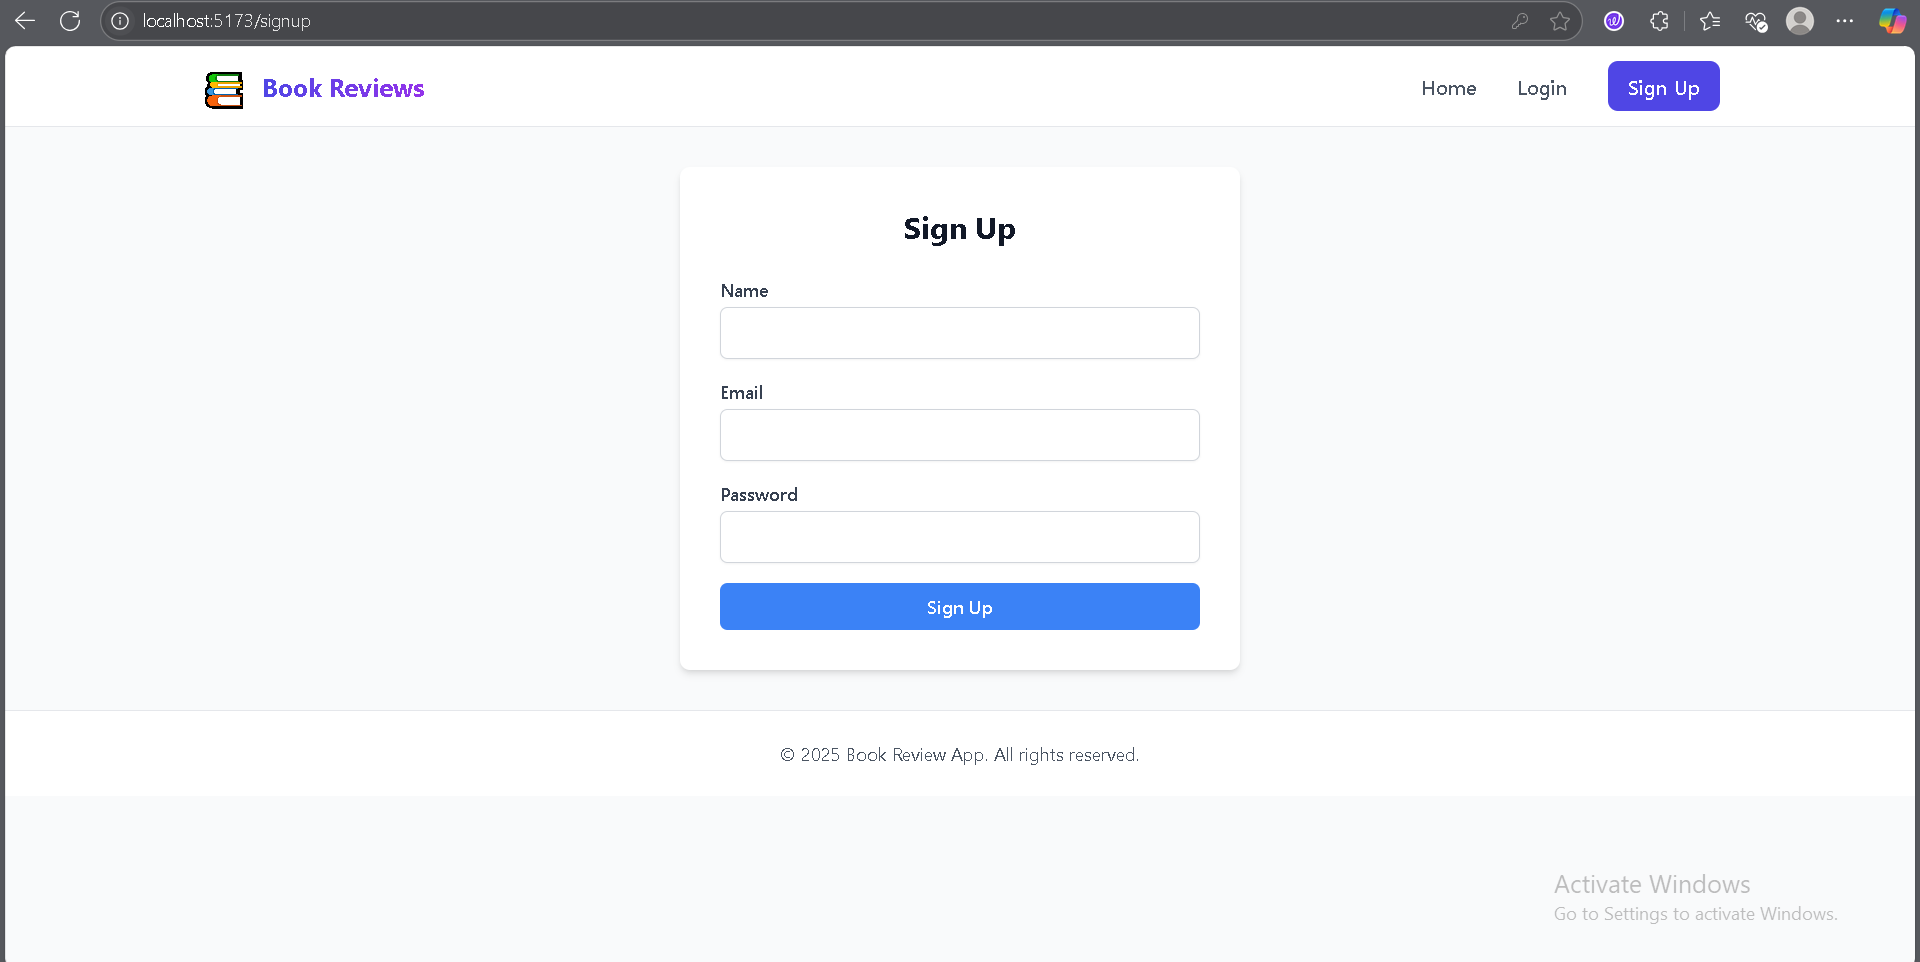 localhost:5173/signup
Book Reviews
Home
Login
Sign Up
Sign Up
Name
Email
Password
Sign Up
© 2025 Book Review App. All rights reserved.
Activate Windows
Go to Settings to activate Windows.